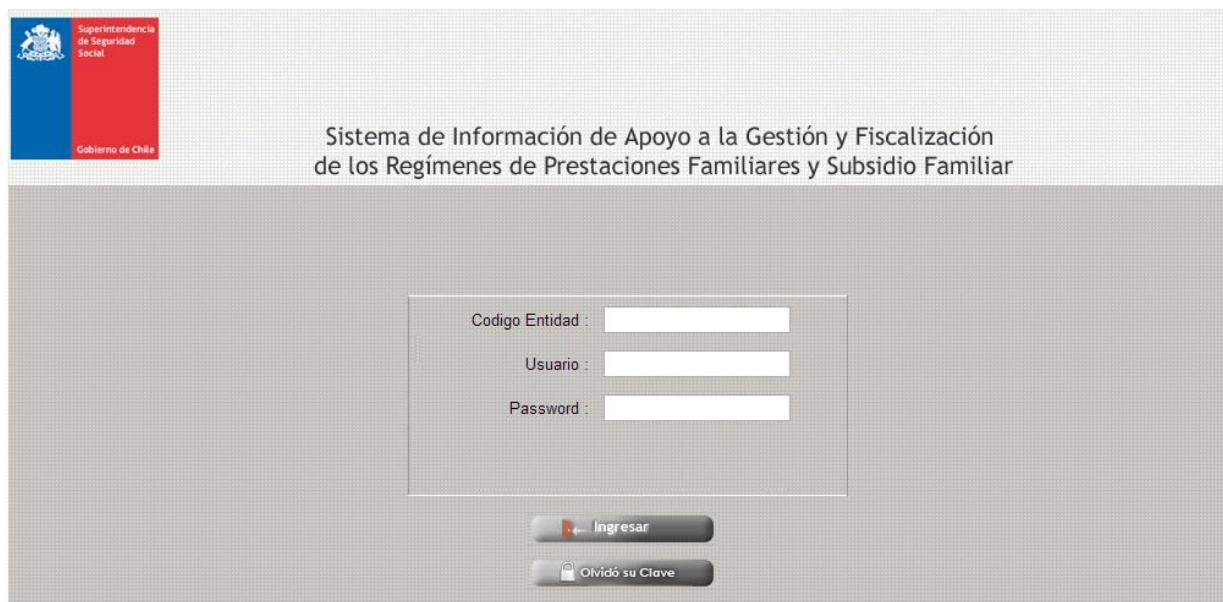 Superintendencia
de Seguridad
Social
Gobierno de Chile
Sistema de Información de Apoyo a la Gestión y Fiscalización
de los Regímenes de Prestaciones Familiares y Subsidio Familiar
Codigo Entidad :
Usuario :
Password :
Ingresar
Olvidó su Clave